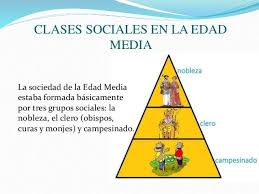 CLASES SOCIALES EN LA EDAD
MEDIA
nobleza
La sociedad de la Edad Media
estaba formada básicamente
por tres grupos sociales: la
nobleza, el clero (obispos,
curas y monjes) y campesinado.
clero
campesinado